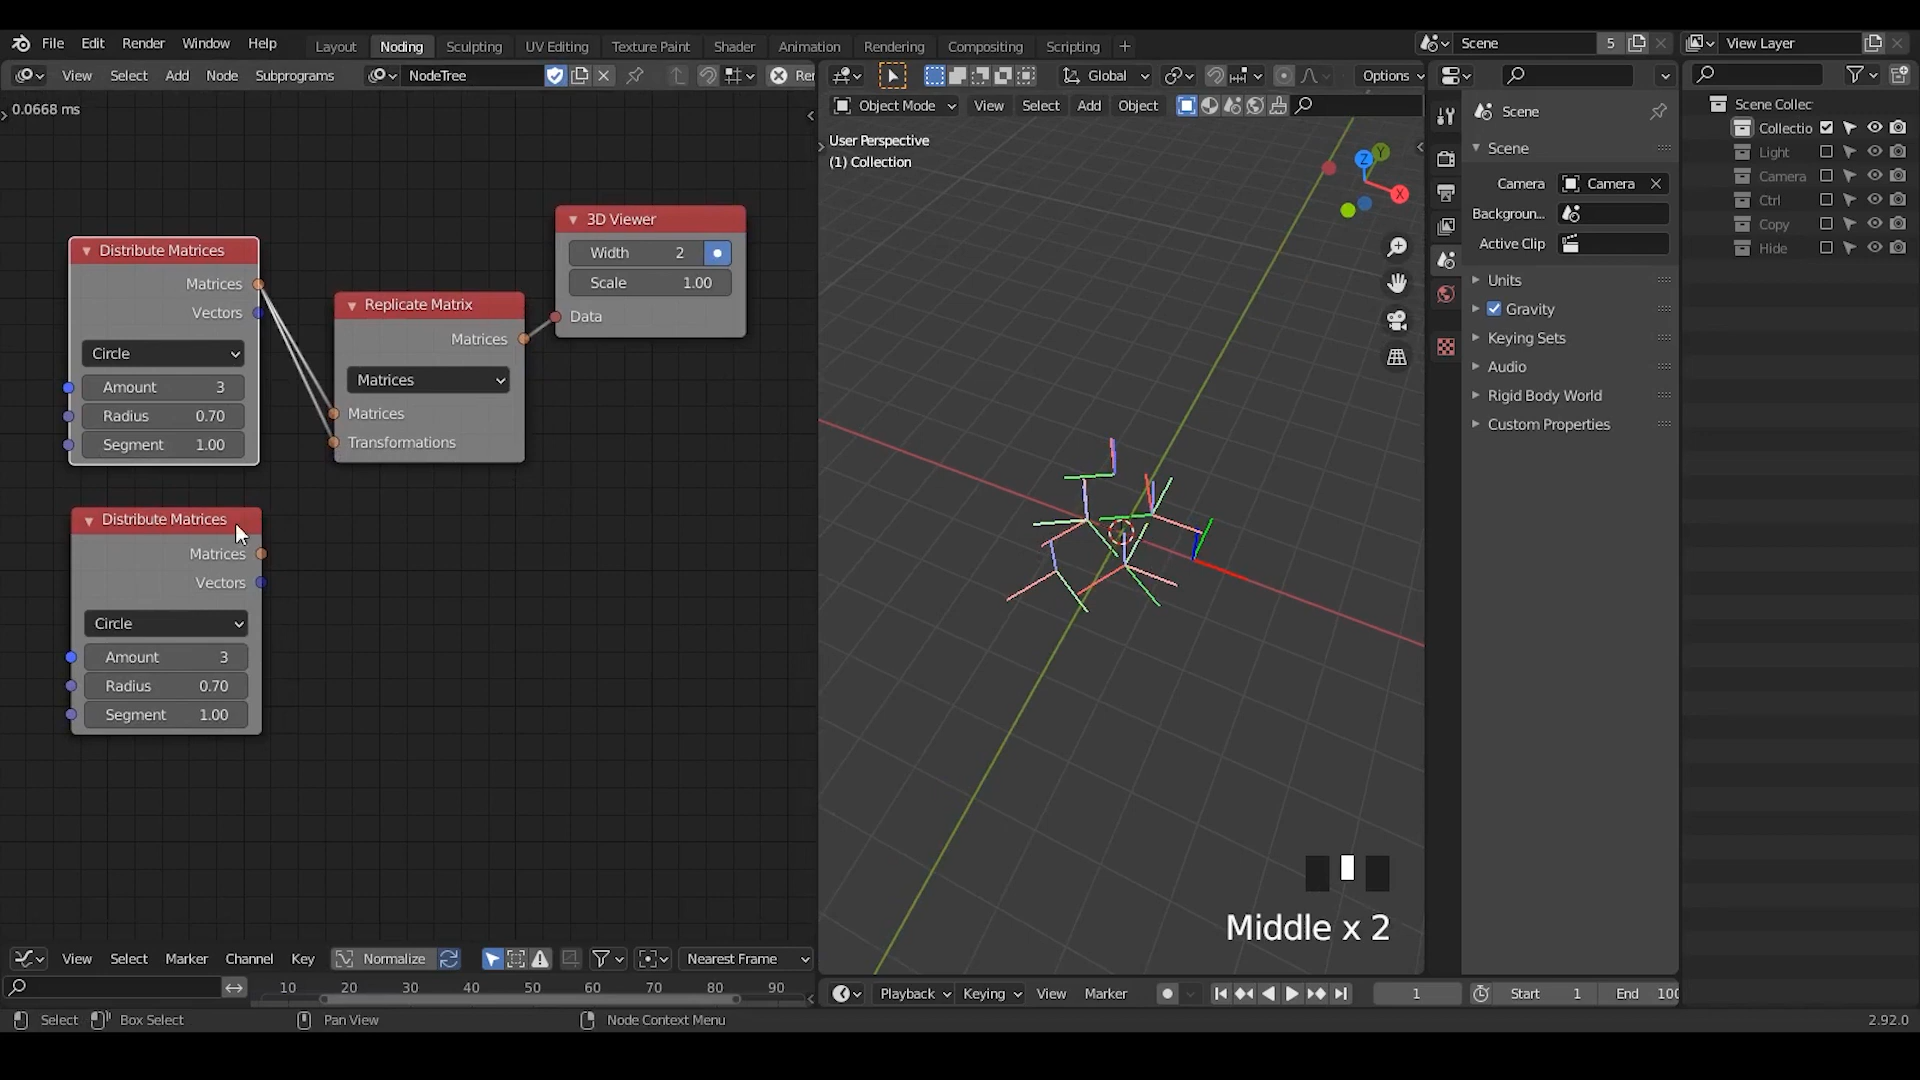 File Edit Render Window Help Layout Noding Sculpting UV Editing Texture Paint Shader Animation Rendering Compositing Scripting + Scene 5 View Layer
View Select Add Node Subprograms NodeTree Ren Global Options
Object Mode View Select Add Object
0.0668 ms
User Perspective
(1) Collection
Distribute Matrices
Matrices
Vectors
Circle
Amount 3
Radius 0.70
Segment 1.00
Replicate Matrix
Matrices
Matrices
Matrices
Transformations
3D Viewer
Width 2
Scale 1.00
Data
Distribute Matrices
Matrices
Vectors
Circle
Amount 3
Radius 0.70
Segment 1.00
Z
Y
X
Middle x 2
Scene
Scene
Camera Camera
Backgroun...
Active Clip
Units
Gravity
Keying Sets
Audio
Rigid Body World
Custom Properties
Scene Collec
Collectio
Light
Camera
Ctrl
Copy
Hide
View Select Marker Channel Key Normalize Nearest Frame
10 20 30 40 50 60 70 80 90
Playback Keying View Marker 1 Start 1 End 100
Select Box Select Pan View Node Context Menu 2.92.0